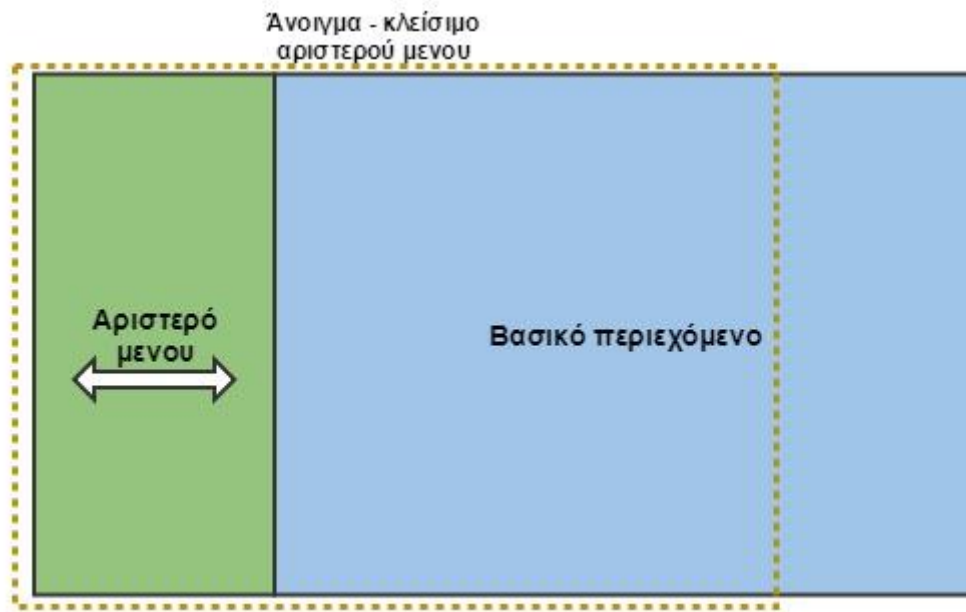 Άνοιγμα - κλείσιμο
αριστερού μενου
Αριστερό
μενου
Βασικό περιεχόμενο